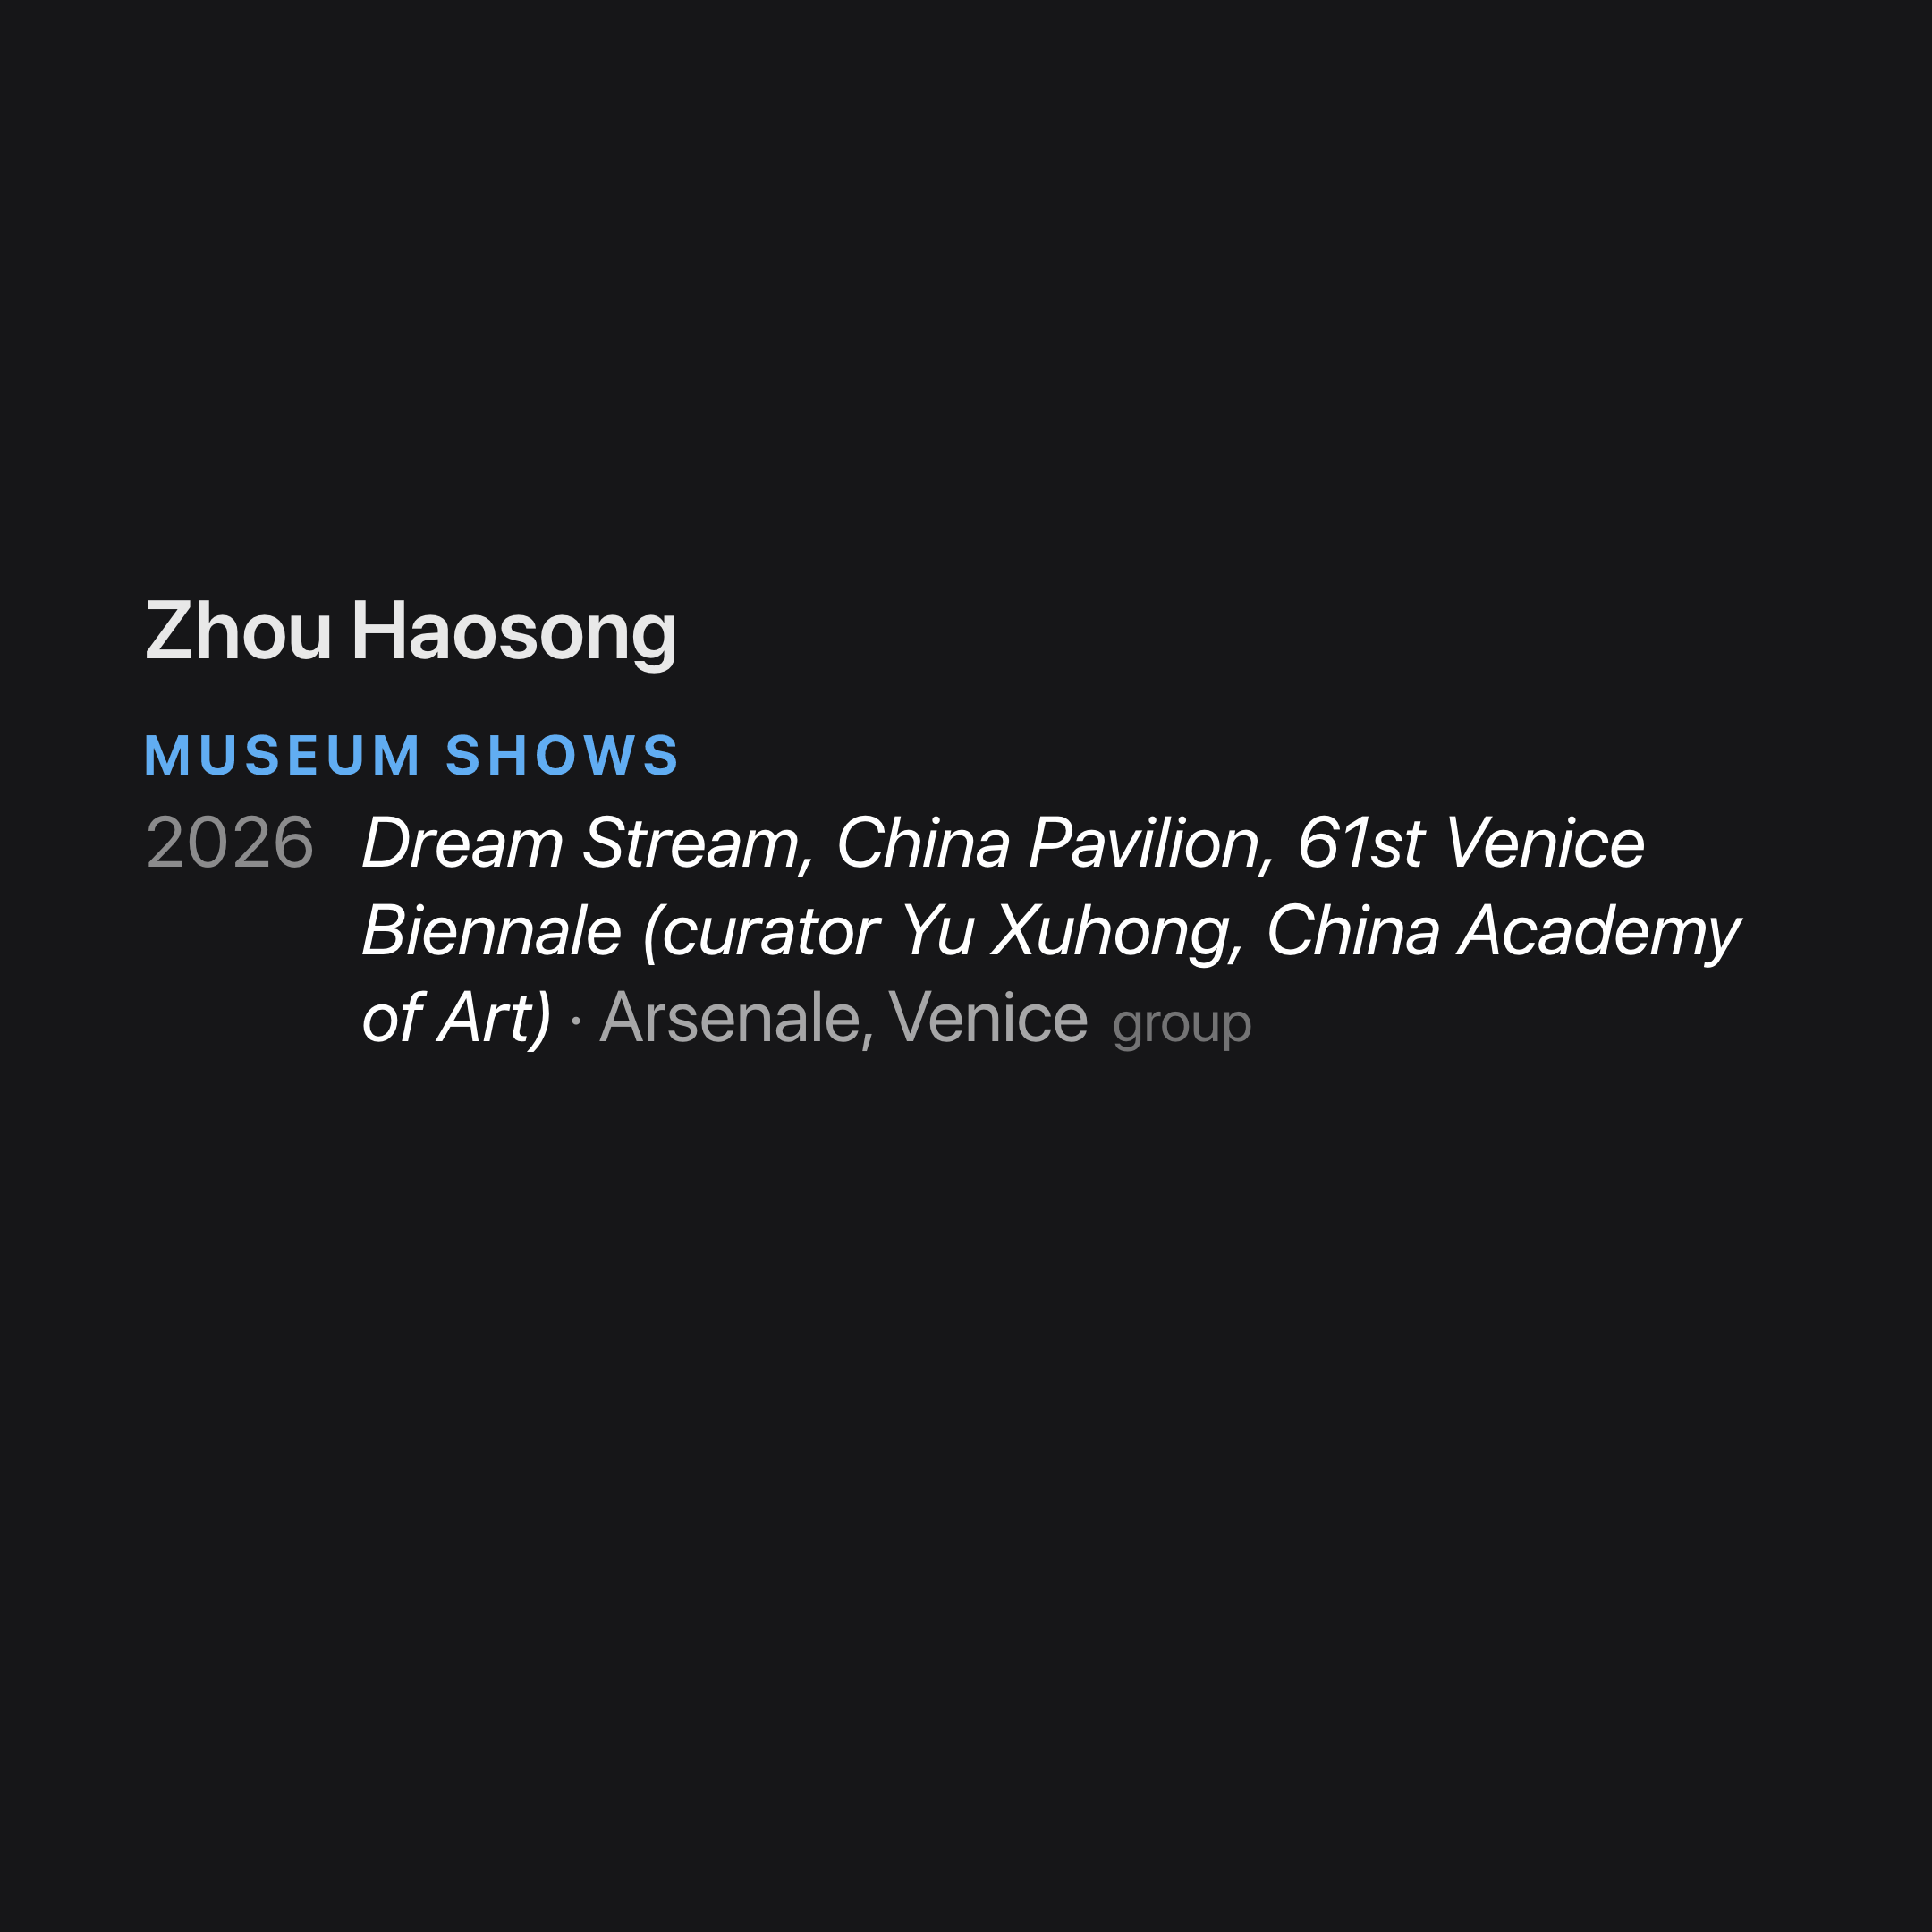 Zhou Haosong
MUSEUM SHOWS
2026 Dream Stream, China Pavilion, 61st Venice
Biennale (curator Yu Xuhong, China Academy
of Art) · Arsenale, Venice group